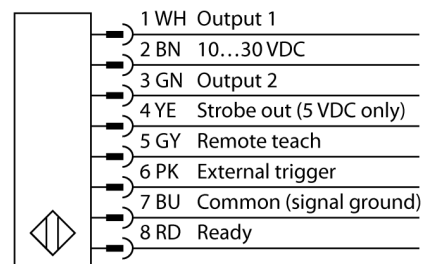 1 WH Output 1
2 BN 10...30 VDC
3 GN Output 2
4 YE Strobe out (5 VDC only)
5 GY Remote teach
6 PK External trigger
7 BU Common (signal ground)
8 RD Ready